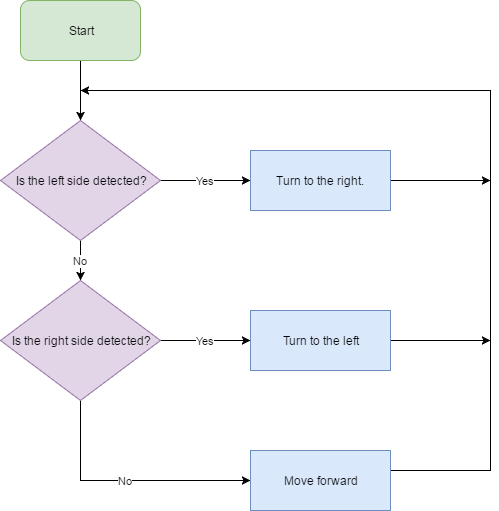 Start
Is the left side detected?
Yes
Turn to the right.
No
Is the right side detected?
Yes
Turn to the left
No
Move forward